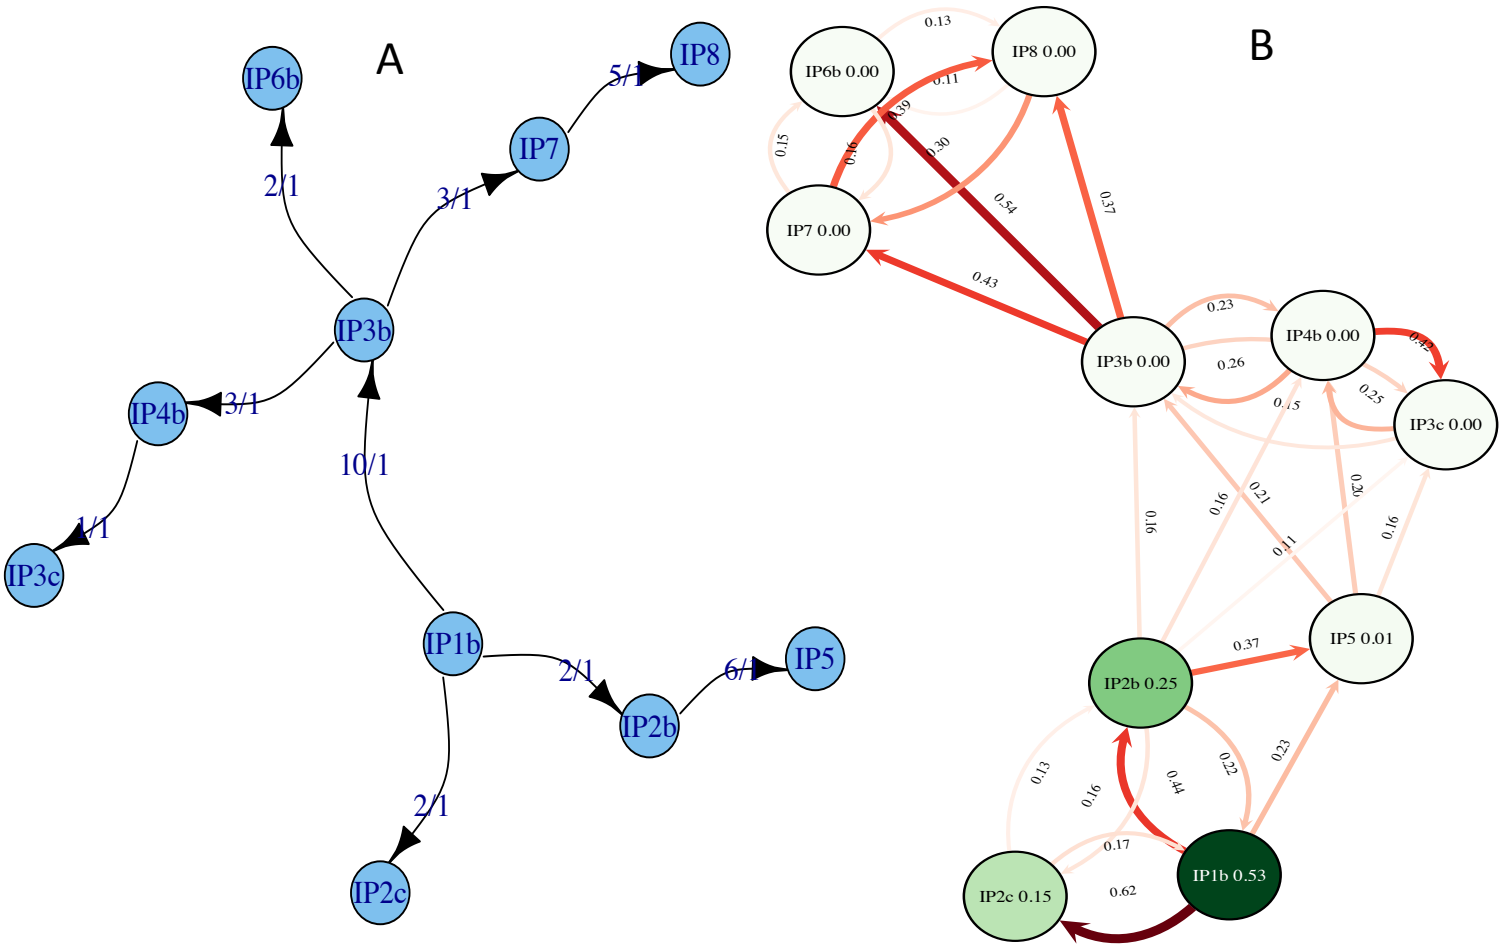 A
IP6b
IP8
5/1
IP7
2/1
3/1
IP3b
IP4b
3/1
10/1
1/1
IP3c
IP1b
2/1
6/1
IP5
IP2b
2/1
IP2c
B
0.13
IP6b 0.00
IP8 0.00
0.11
0.39
0.15
0.16
0.30
0.54
0.37
IP7 0.00
0.43
0.23
IP4b 0.00
0.42
IP3b 0.00
0.26
0.25
0.15
IP3c 0.00
0.16
0.16
0.21
0.20
0.16
0.11
IP5 0.01
0.37
IP2b 0.25
0.13
0.16
0.44
0.22
0.23
0.17
IP1b 0.53
0.62
IP2c 0.15